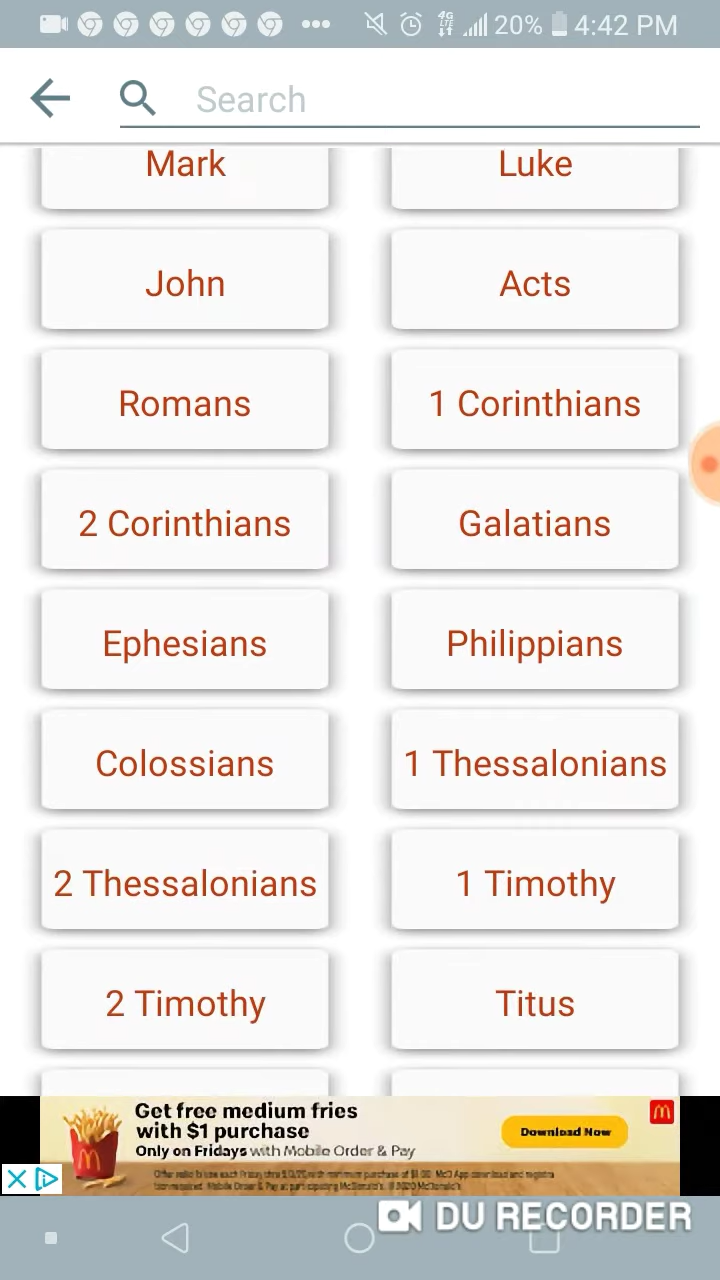 4G
LTE 20% 4:42 PM
Search
Mark Luke
John Acts
Romans 1 Corinthians
2 Corinthians Galatians
Ephesians Philippians
Colossians 1 Thessalonians
2 Thessalonians 1 Timothy
2 Timothy Titus
Get free medium fries
with $1 purchase
Only on Fridays with Mobile Order & Pay
Download Now
DU RECORDER